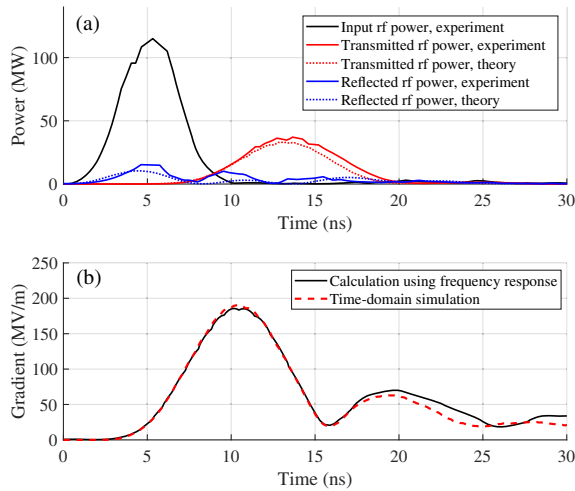 (a)
Input rf power, experiment
Transmitted rf power, experiment
Transmitted rf power, theory
Reflected rf power, experiment
Reflected rf power, theory
Power (MW)
100
50
0
0 5 10 15 20 25 30
Time (ns)
(b)
Calculation using frequency response
Time-domain simulation
Gradient (MV/m)
250
200
150
100
50
0
0 5 10 15 20 25 30
Time (ns)